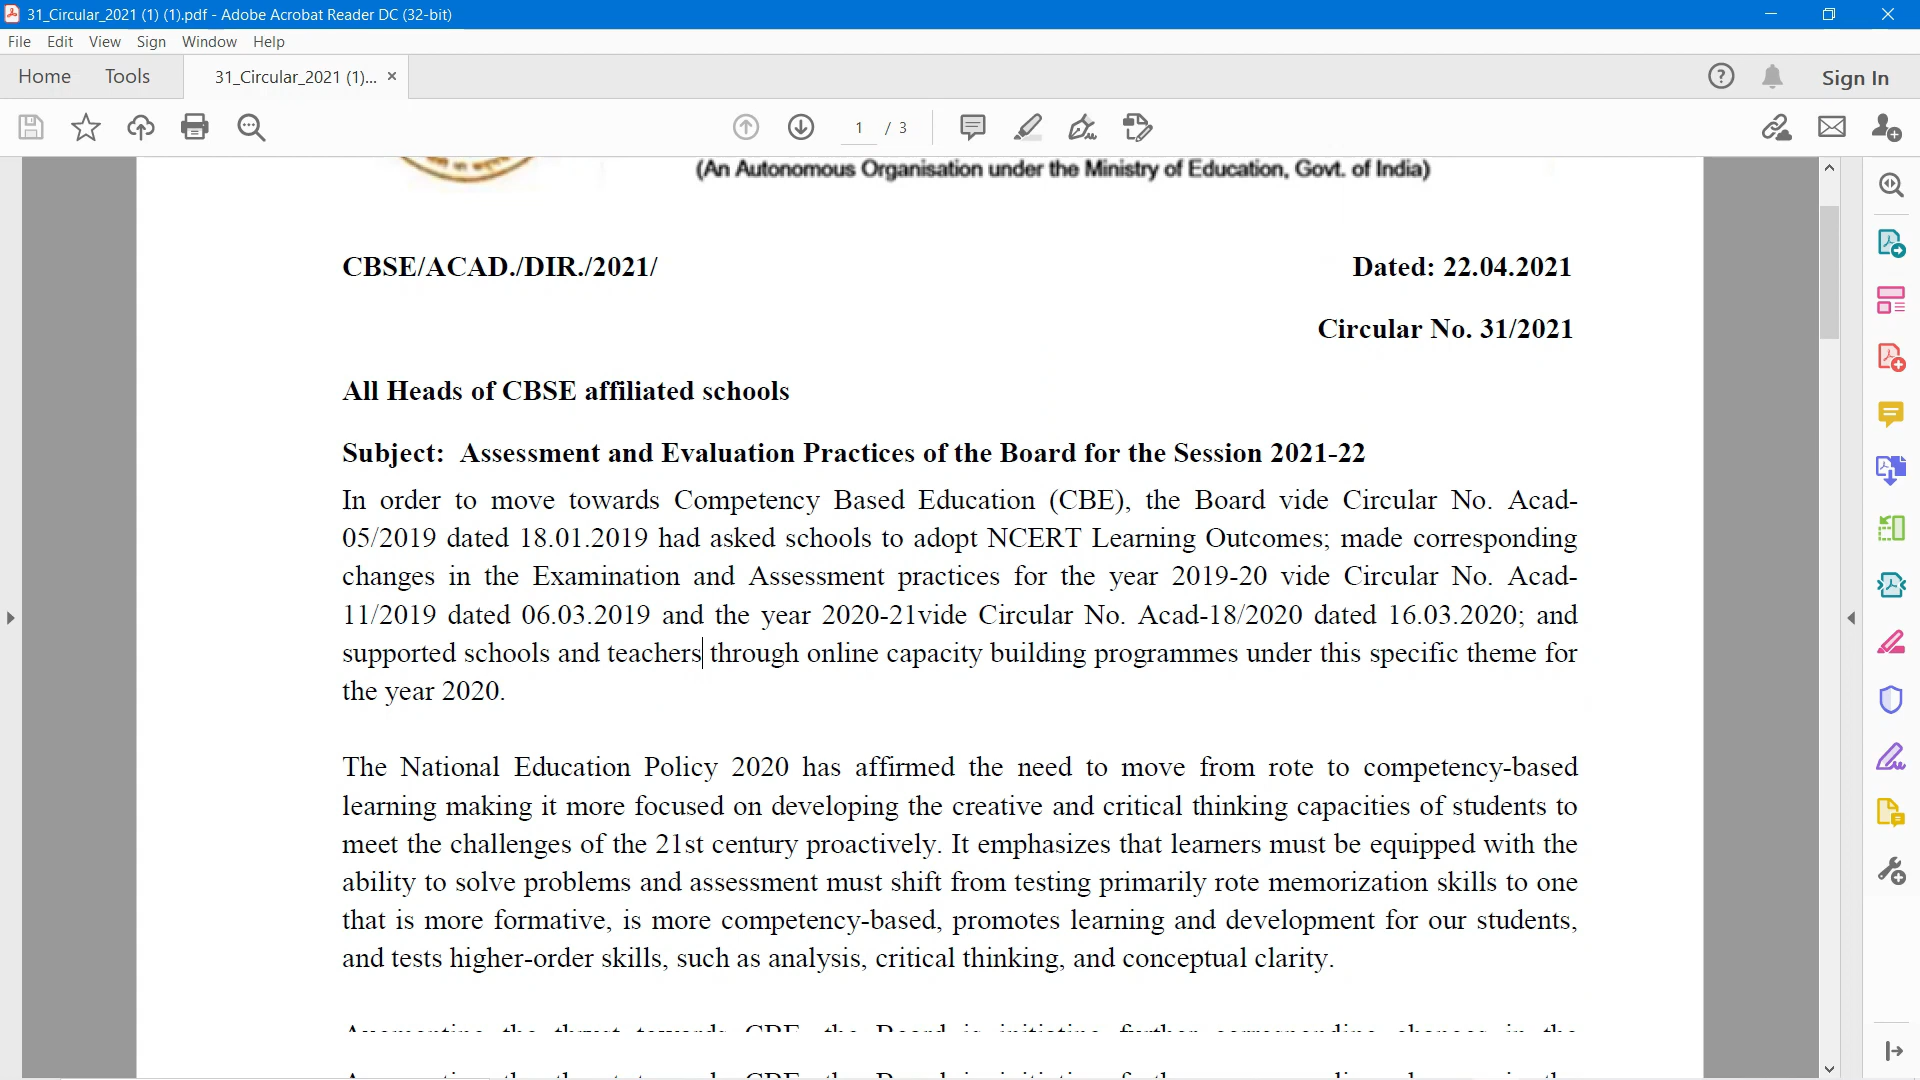 31_Circular_2021 (1) (1).pdf - Adobe Acrobat Reader DC (32-bit)
File Edit View Sign Window Help
Home Tools 31_Circular_2021 (1)... × Sign In
1 / 3
(An Autonomous Organisation under the Ministry of Education, Govt. of India)
CBSE/ACAD./DIR./2021/ Dated: 22.04.2021
Circular No. 31/2021
All Heads of CBSE affiliated schools
Subject: Assessment and Evaluation Practices of the Board for the Session 2021-22
In order to move towards Competency Based Education (CBE), the Board vide Circular No. Acad-
05/2019 dated 18.01.2019 had asked schools to adopt NCERT Learning Outcomes; made corresponding
changes in the Examination and Assessment practices for the year 2019-20 vide Circular No. Acad-
11/2019 dated 06.03.2019 and the year 2020-21vide Circular No. Acad-18/2020 dated 16.03.2020; and
supported schools and teachers through online capacity building programmes under this specific theme for
the year 2020.
The National Education Policy 2020 has affirmed the need to move from rote to competency-based
learning making it more focused on developing the creative and critical thinking capacities of students to
meet the challenges of the 21st century proactively. It emphasizes that learners must be equipped with the
ability to solve problems and assessment must shift from testing primarily rote memorization skills to one
that is more formative, is more competency-based, promotes learning and development for our students,
and tests higher-order skills, such as analysis, critical thinking, and conceptual clarity.